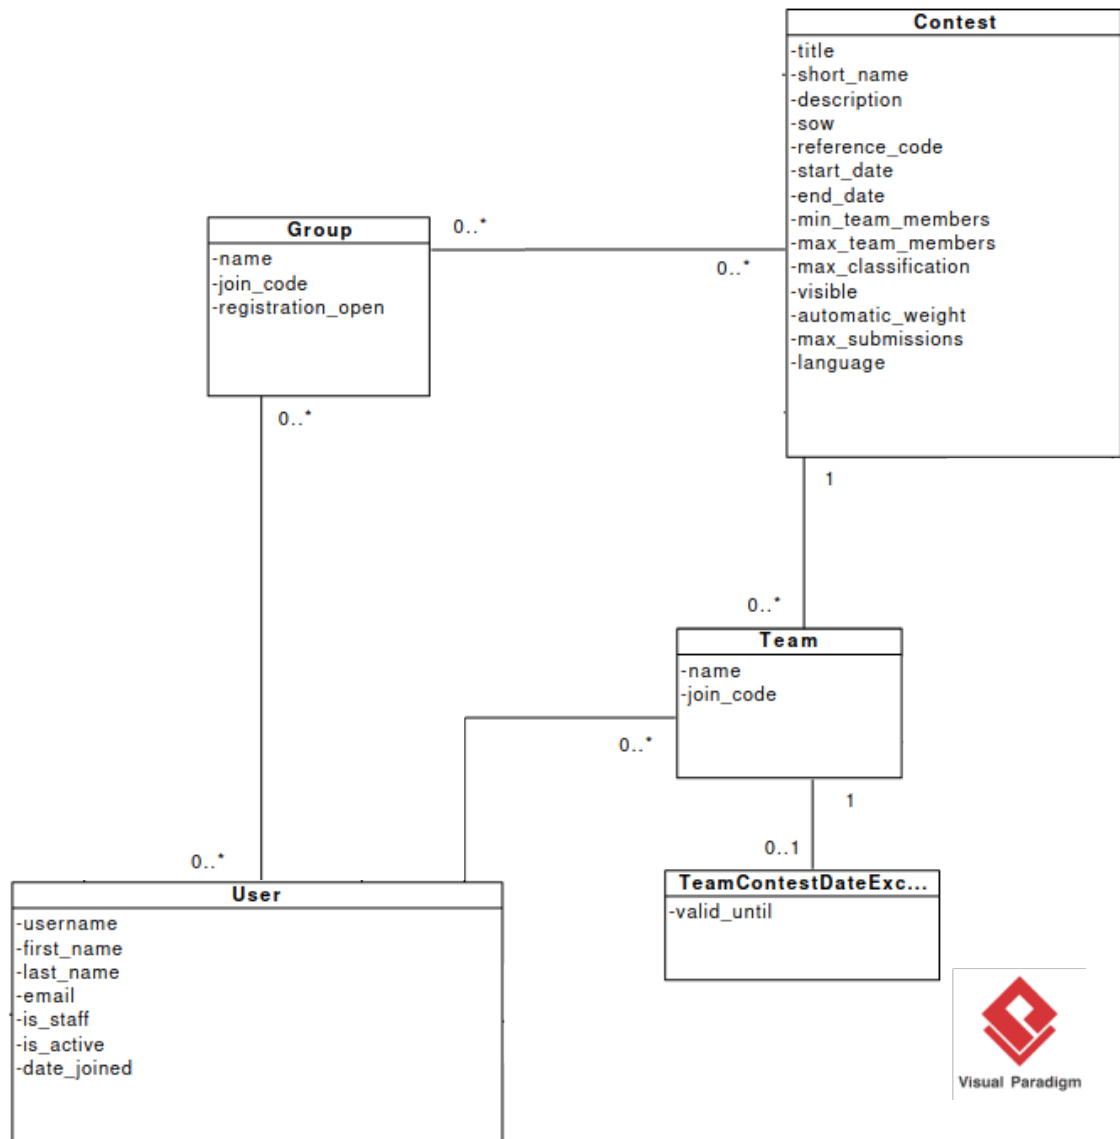 Contest
-title
-short_name
-description
-sow
-reference_code
-start_date
-end_date
-min_team_members
-max_team_members
-max_classification
-visible
-automatic_weight
-max_submissions
-language
Group
-name
-join_code
-registration_open
0..*
0..*
0..*
1
0..*
Team
-name
-join_code
0..*
1
0..1
0..*
TeamContestDateExc...
-valid_until
User
-username
-first_name
-last_name
-email
-is_staff
-is_active
-date_joined
Visual Paradigm